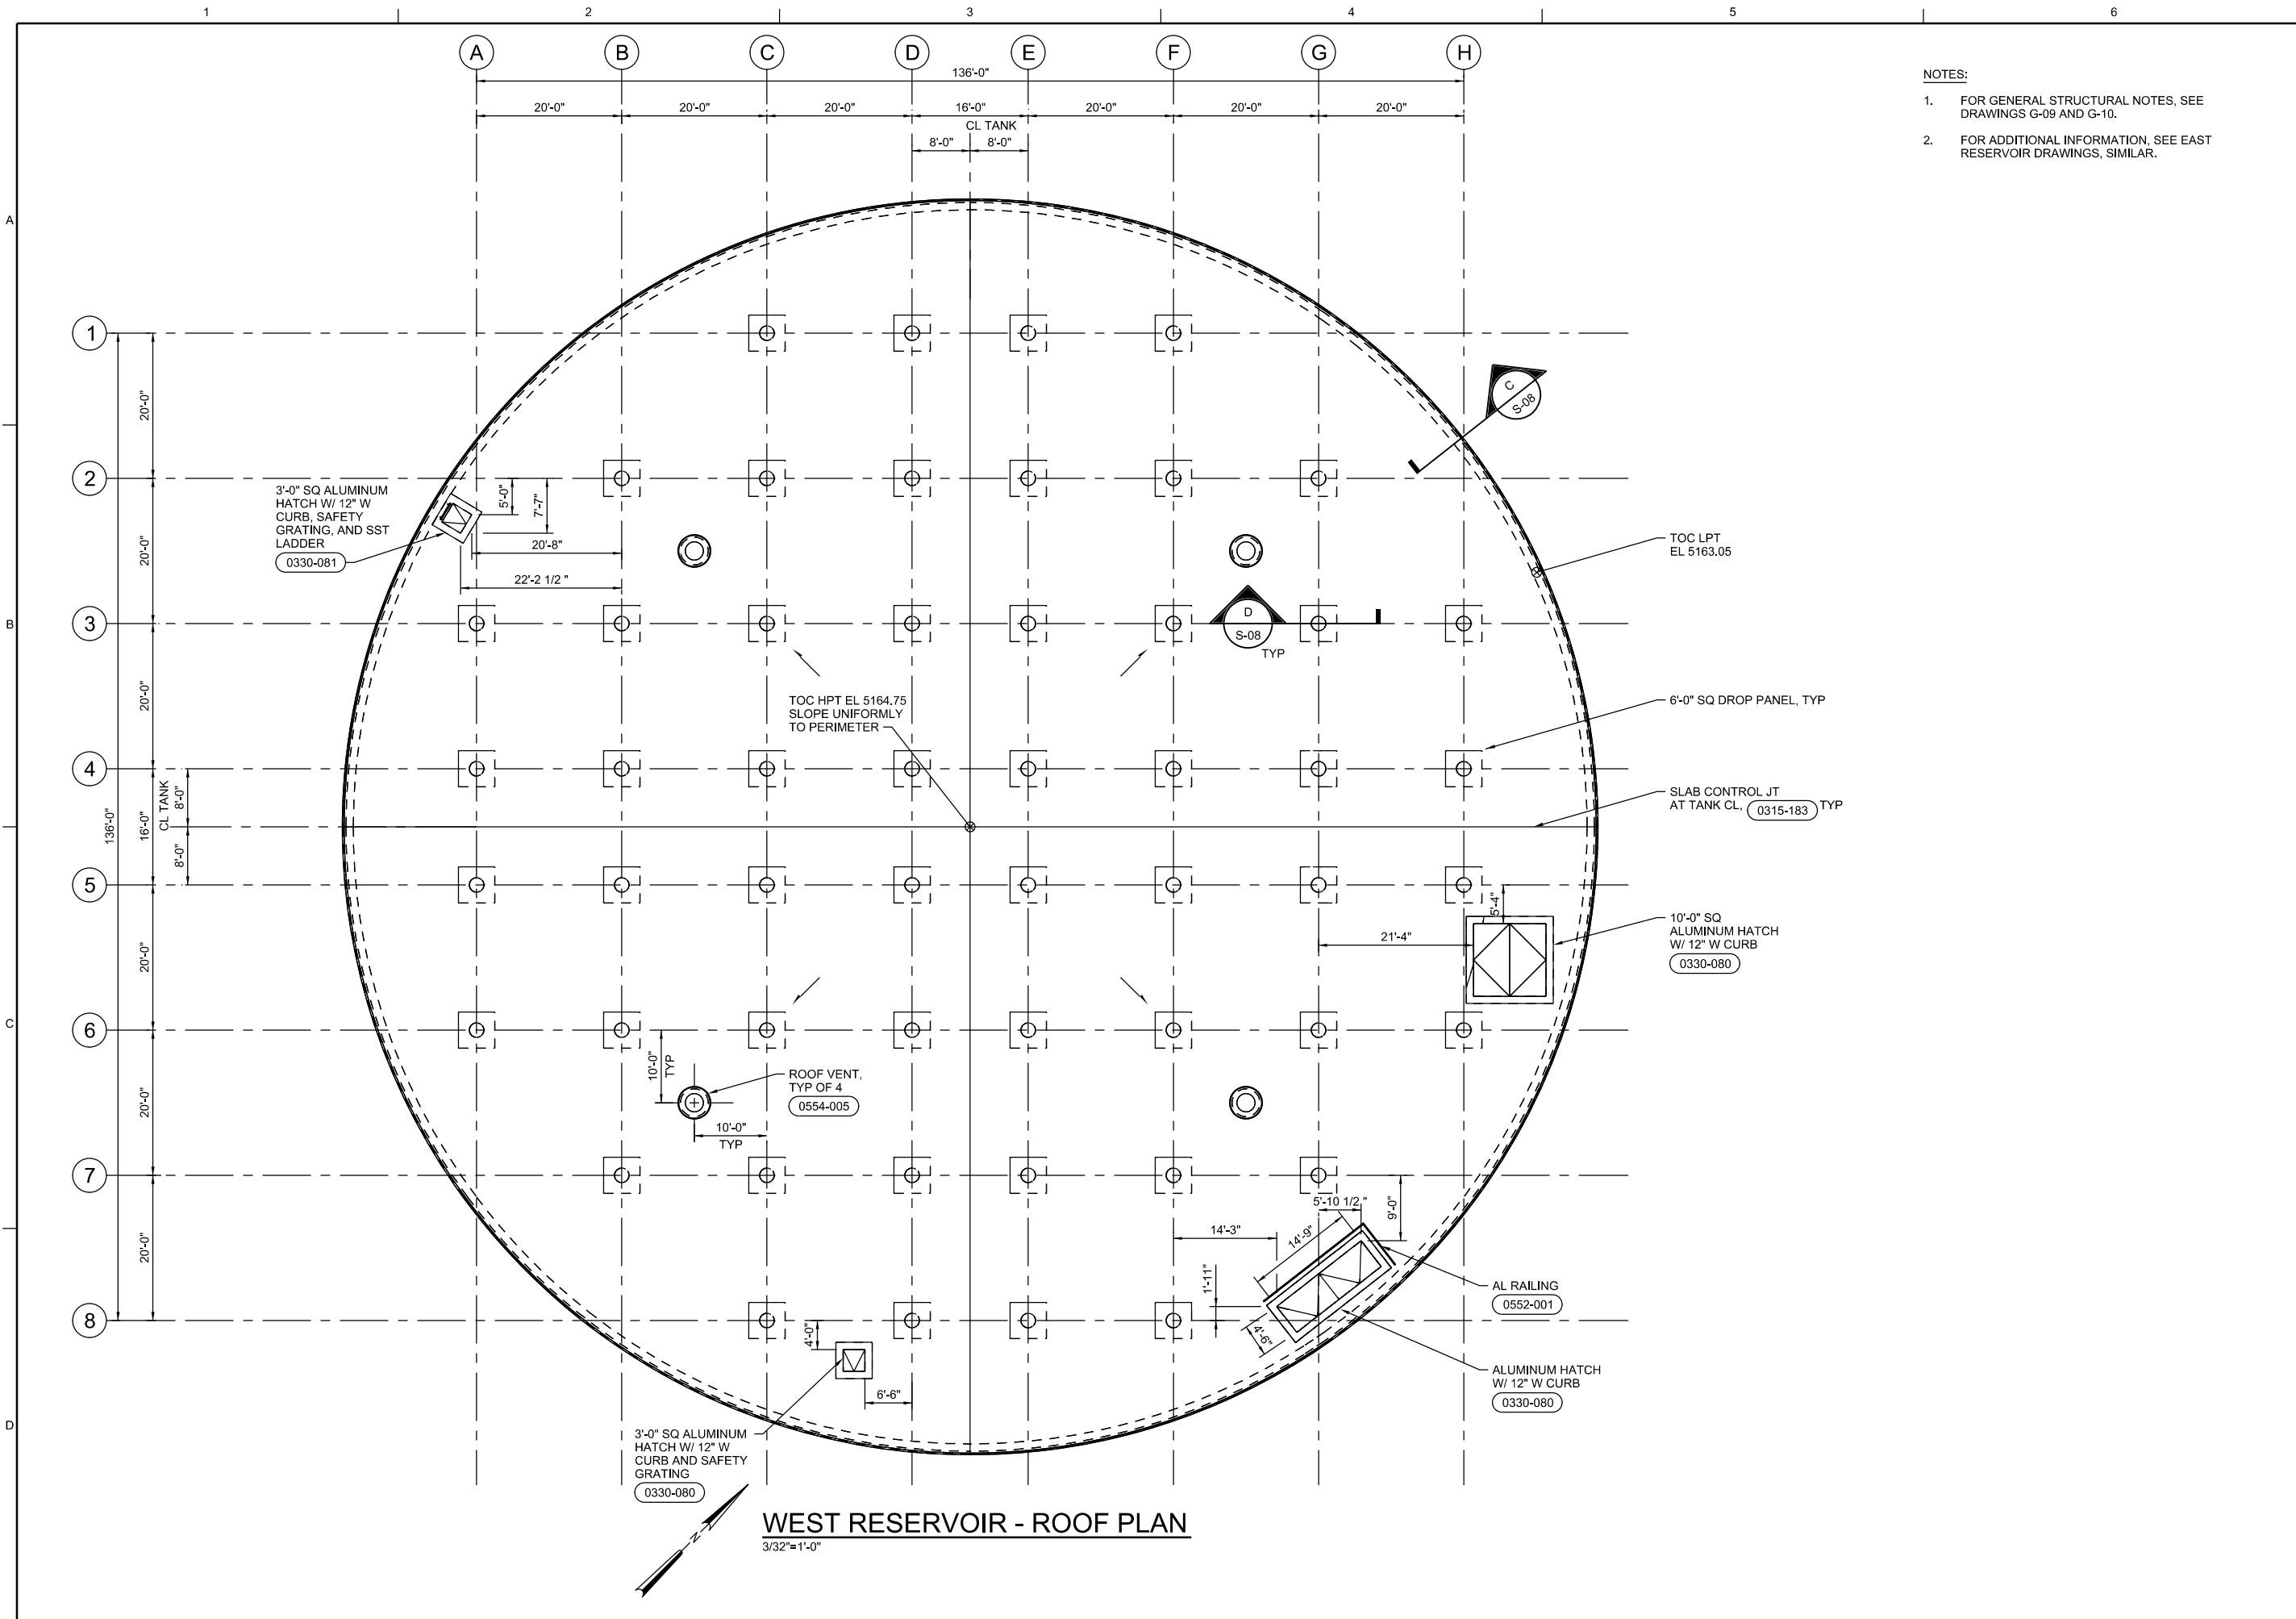 1
2
3
4
5
6
A
B
C
D
E
F
G
H
136'-0"
20'-0"
20'-0"
20'-0"
16'-0"
20'-0"
20'-0"
20'-0"
CL TANK
8'-0"
8'-0"
NOTES:
1. FOR GENERAL STRUCTURAL NOTES, SEE
DRAWINGS G-09 AND G-10.
2. FOR ADDITIONAL INFORMATION, SEE EAST
RESERVOIR DRAWINGS, SIMILAR.
A
B
C
D
1
2
3
4
5
6
7
8
136'-0"
20'-0"
20'-0"
20'-0"
16'-0"
20'-0"
20'-0"
20'-0"
CL TANK
8'-0"
8'-0"
C
S-08
3'-0" SQ ALUMINUM
HATCH W/ 12" W
CURB, SAFETY
GRATING, AND SST
LADDER
0330-081
5'-0"
7'-7"
20'-8"
22'-2 1/2 "
TOC LPT
EL 5163.05
D
S-08
TYP
TOC HPT EL 5164.75
SLOPE UNIFORMLY
TO PERIMETER
6'-0" SQ DROP PANEL, TYP
SLAB CONTROL JT
AT TANK CL, 0315-183 TYP
5'-4"
21'-4"
10'-0" SQ
ALUMINUM HATCH
W/ 12" W CURB
0330-080
10'-0"
TYP
ROOF VENT,
TYP OF 4
0554-005
10'-0"
TYP
5'-10 1/2 "
9'-0"
14'-3"
14'-9"
1'-11"
4'-6"
AL RAILING
0552-001
ALUMINUM HATCH
W/ 12" W CURB
0330-080
4'-0"
6'-6"
3'-0" SQ ALUMINUM
HATCH W/ 12" W
CURB AND SAFETY
GRATING
0330-080
N
WEST RESERVOIR - ROOF PLAN
3/32"=1'-0"